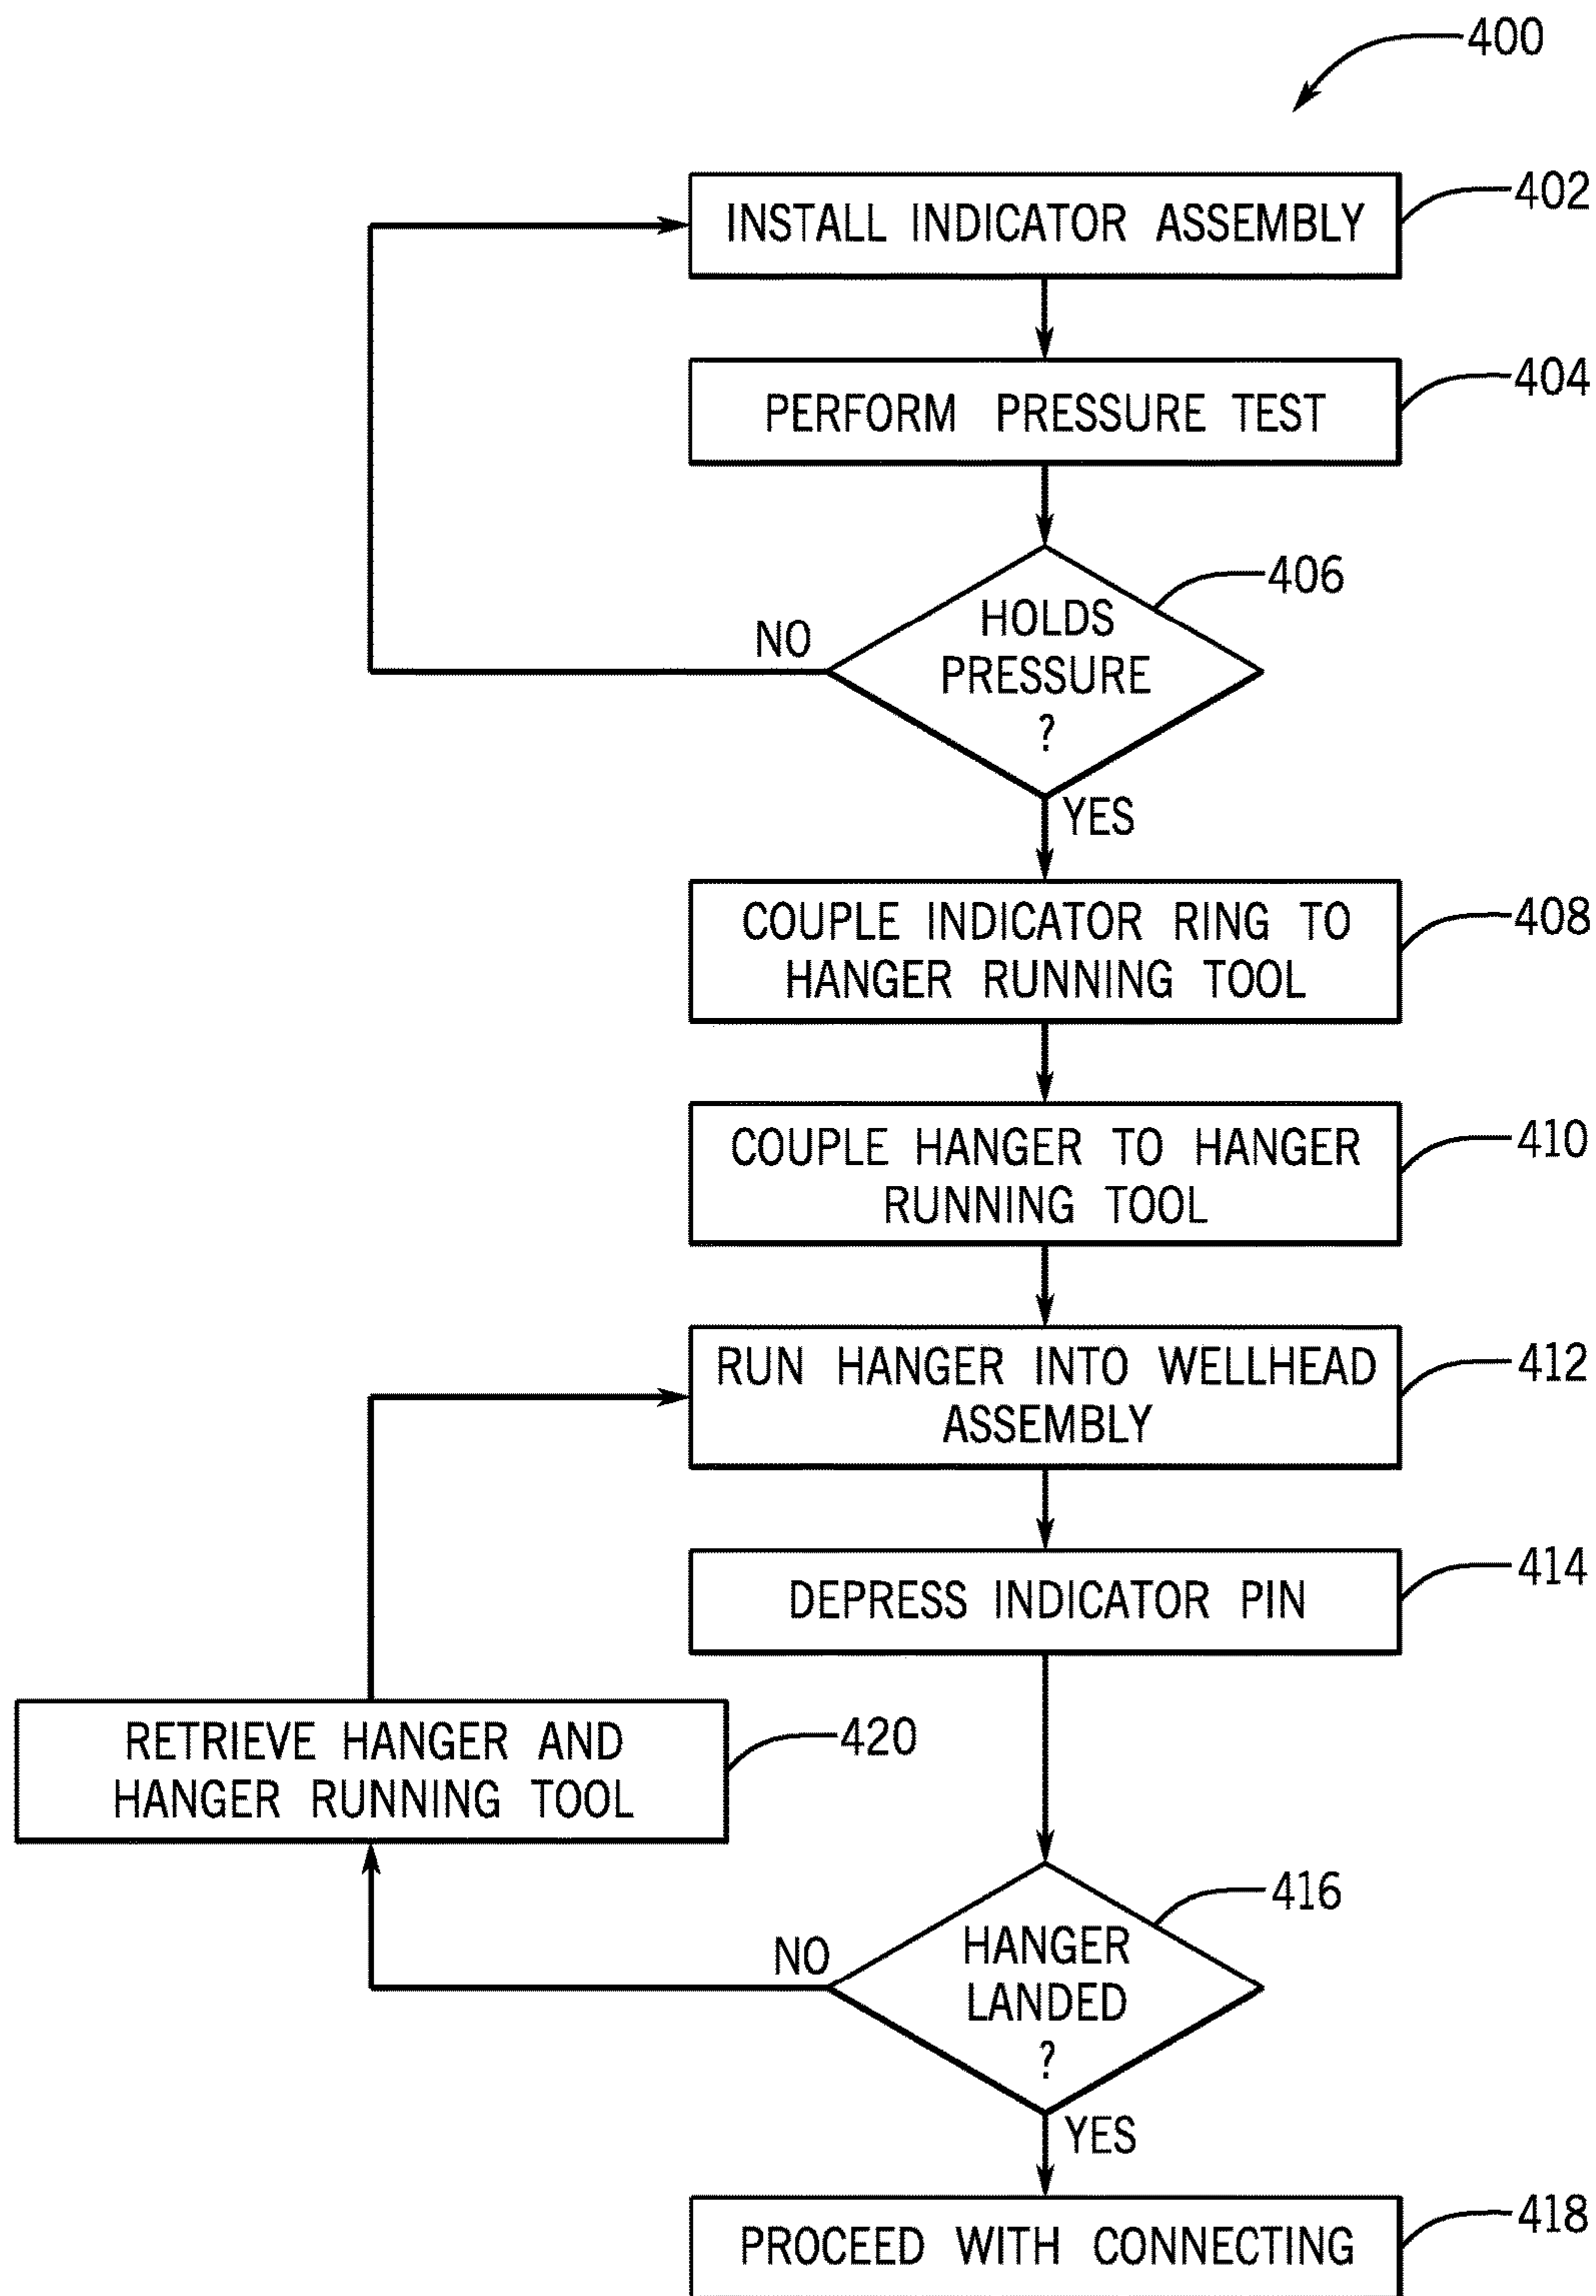 400
INSTALL INDICATOR ASSEMBLY
402
PERFORM PRESSURE TEST
404
HOLDS
PRESSURE
?
406
NO
YES
COUPLE INDICATOR RING TO
HANGER RUNNING TOOL
408
COUPLE HANGER TO HANGER
RUNNING TOOL
410
RUN HANGER INTO WELLHEAD
ASSEMBLY
412
DEPRESS INDICATOR PIN
414
RETRIEVE HANGER AND
HANGER RUNNING TOOL
420
HANGER
LANDED
?
416
NO
YES
PROCEED WITH CONNECTING
418